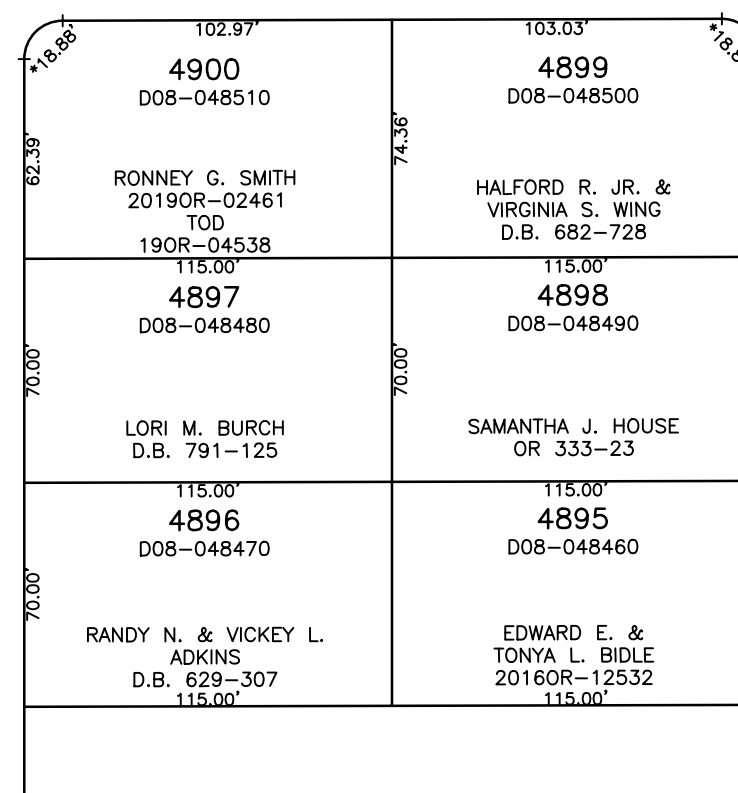 *18.88'
102.97'
4900
D08-048510
62.39'
RONNEY G. SMITH
2019OR-02461
TOD
19OR-04538
115.00'
103.03'
4899
D08-048500
74.36'
HALFORD R. JR. &
VIRGINIA S. WING
D.B. 682-728
115.00'
4897
D08-048480
70.00'
LORI M. BURCH
D.B. 791-125
115.00'
4898
D08-048490
70.00'
SAMANTHA J. HOUSE
OR 333-23
115.00'
4896
D08-048470
70.00'
RANDY N. & VICKEY L.
ADKINS
D.B. 629-307
115.00'
4895
D08-048460
EDWARD E. &
TONYA L. BIDLE
2016OR-12532
115.00'